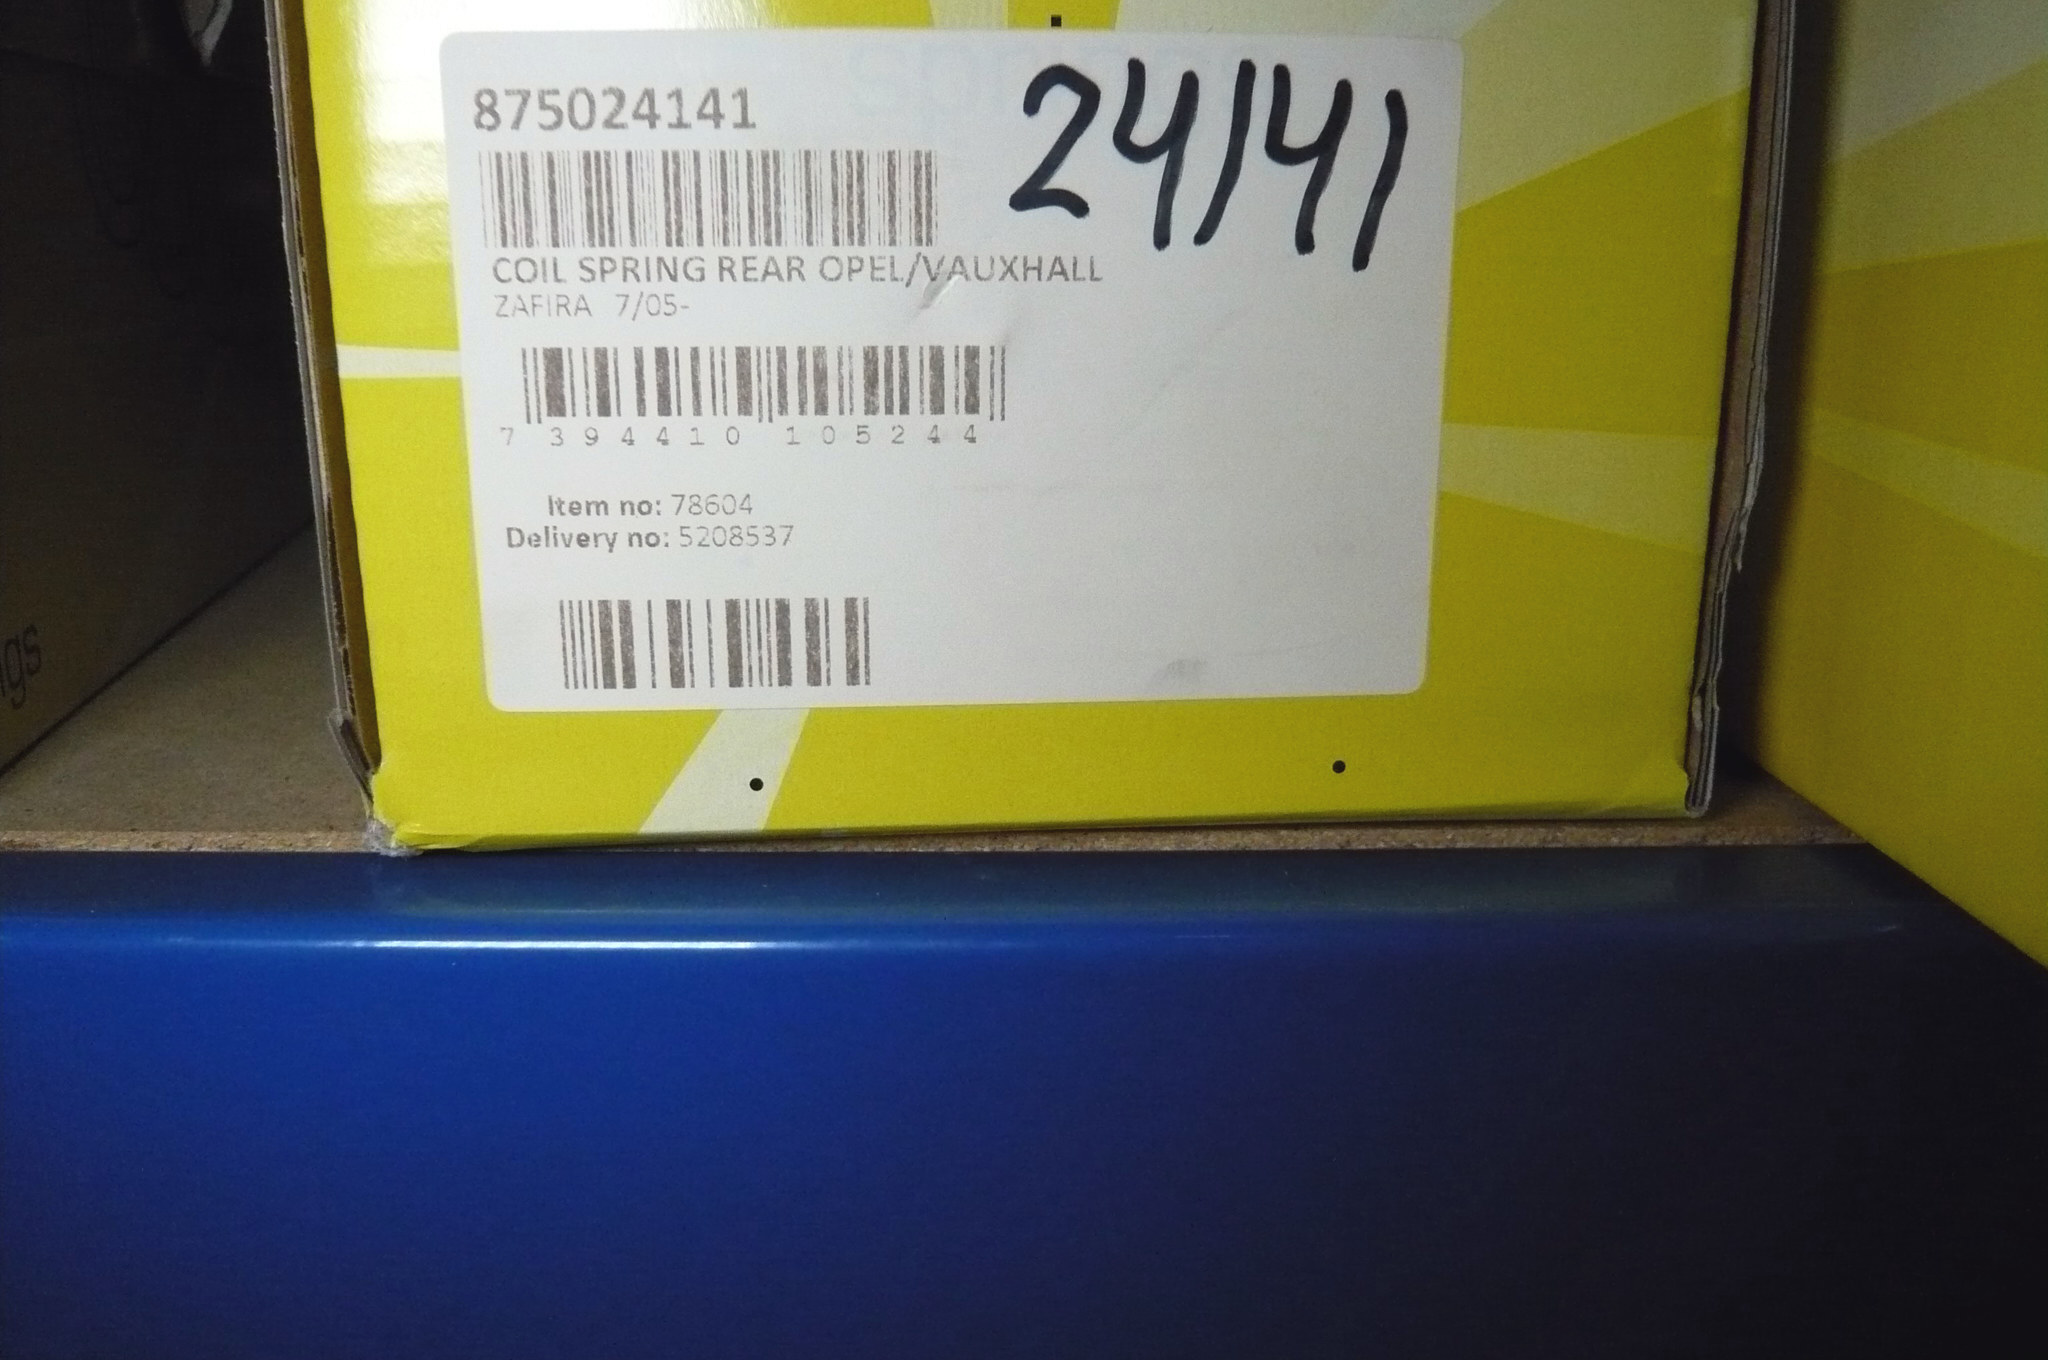 875024141
24141
COIL SPRING REAR OPEL/VAUXHALL
ZAFIRA 7/05-
7 394410 105244
Item no: 78604
Delivery no: 5208537